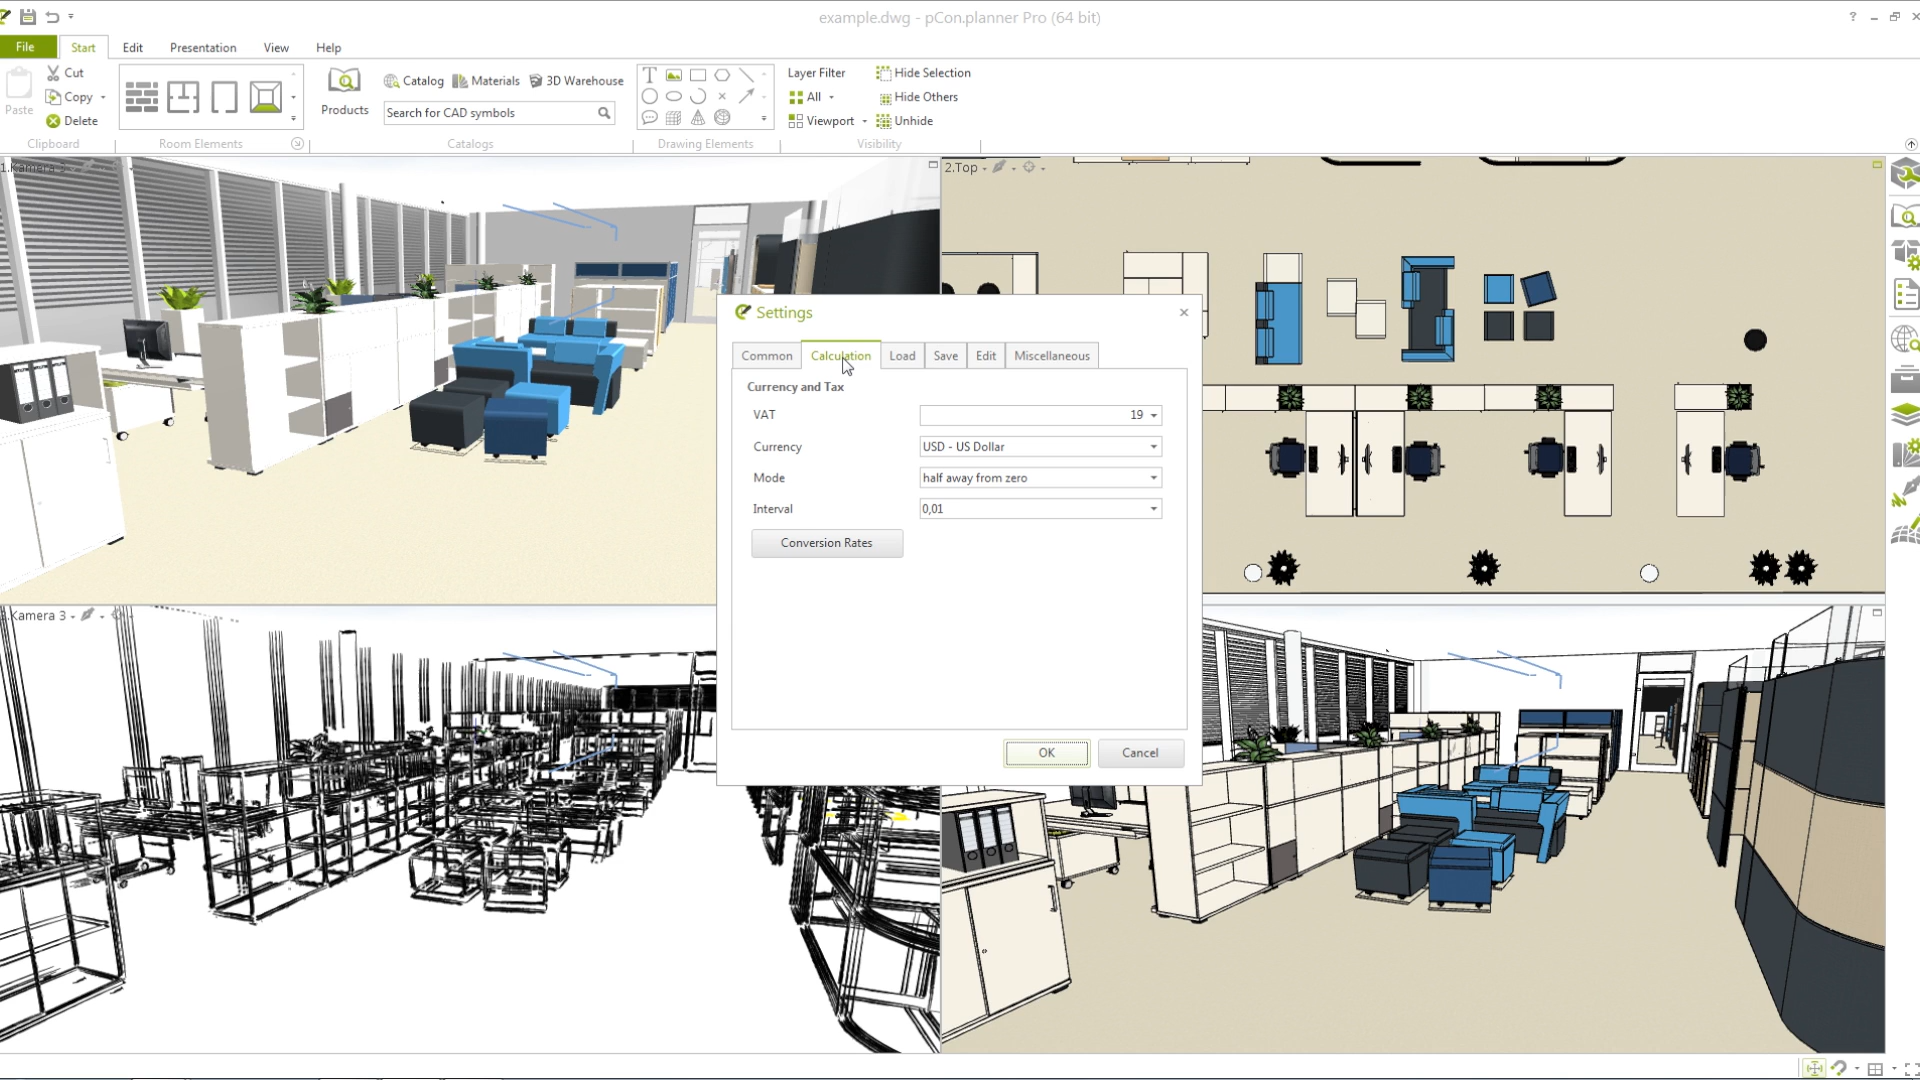 example.dwg - pCon.planner Pro (64 bit)
File Start Edit Presentation View Help
Paste
Cut
Copy
Delete
Clipboard
Room Elements
Products
Catalog Materials 3D Warehouse
Search for CAD symbols
Catalogs
Drawing Elements
Layer Filter
All
Viewport
Hide Selection
Hide Others
Unhide
Visibility
1.Kamera 3
2.Top
Settings
Common Calculation Load Save Edit Miscellaneous
Currency and Tax
VAT 19
Currency USD - US Dollar
Mode half away from zero
Interval 0,01
Conversion Rates
OK Cancel
.Kamera 3